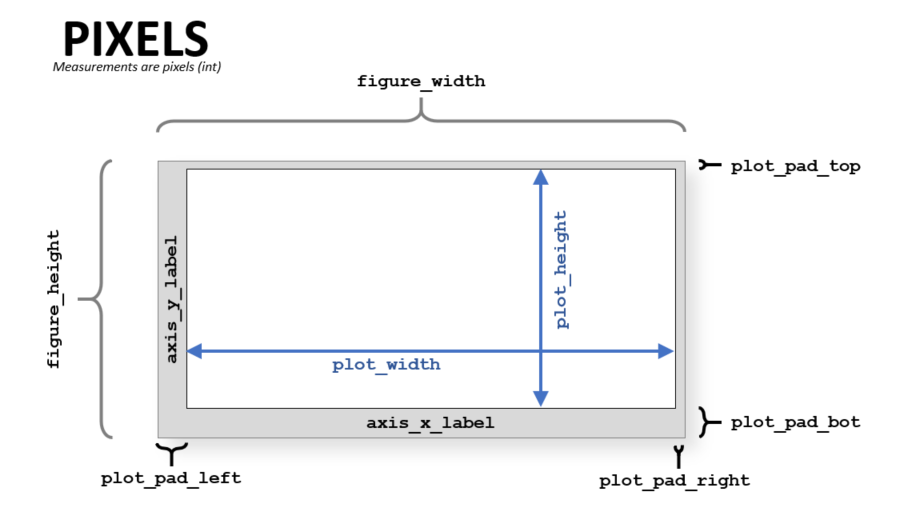 PIXELS
Measurements are pixels (int)
figure_width
plot_pad_top
figure_height
axis_y_label
plot_height
plot_width
axis_x_label
plot_pad_bot
plot_pad_left
plot_pad_right